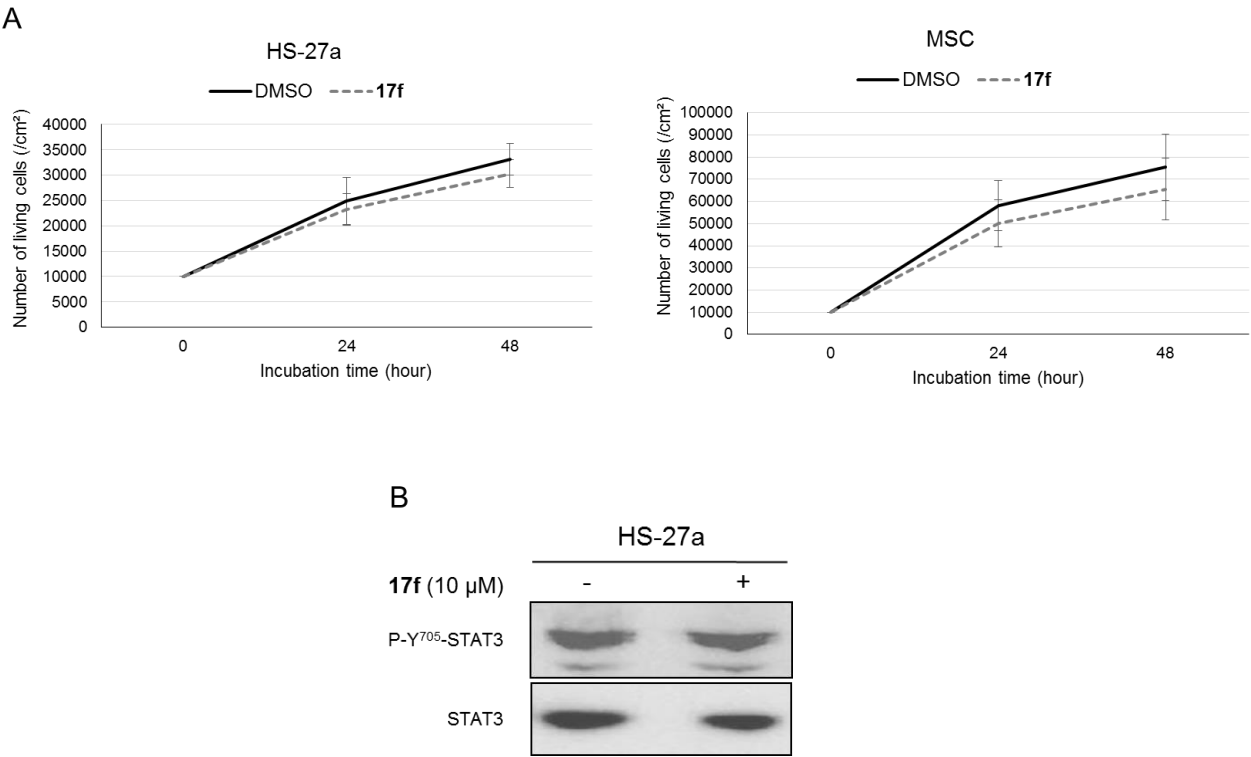 A
HS-27a
DMSO 17f
Number of living cells (/cm²)
40000
35000
30000
25000
20000
15000
10000
5000
0
0 24 48
Incubation time (hour)
MSC
DMSO 17f
Number of living cells (/cm²)
100000
90000
80000
70000
60000
50000
40000
30000
20000
10000
0
0 24 48
Incubation time (hour)
B
HS-27a
17f (10 µM) - +
P-Y⁷⁰⁵-STAT3
STAT3